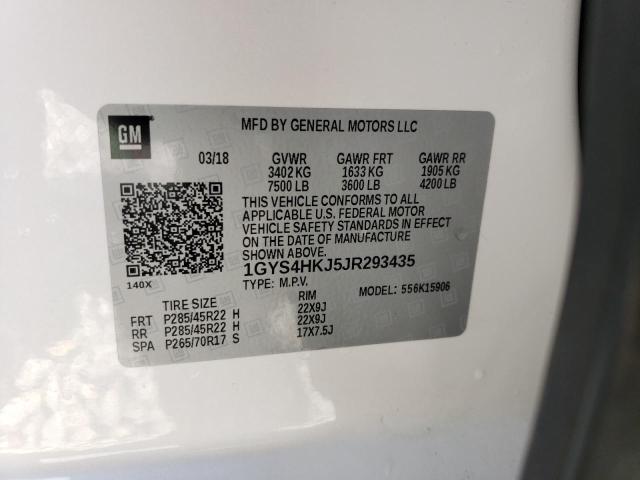 GM
MFD BY GENERAL MOTORS LLC
03/18 GVWR GAWR FRT GAWR RR
3402 KG 1633 KG 1905 KG
7500 LB 3600 LB 4200 LB
THIS VEHICLE CONFORMS TO ALL
APPLICABLE U.S. FEDERAL MOTOR
VEHICLE SAFETY STANDARDS IN EFFECT
ON THE DATE OF MANUFACTURE
SHOWN ABOVE.
1GYS4HKJ5JR293435
140X
TYPE: M.P.V. MODEL: 556K15906
TIRE SIZE RIM
FRT P285/45R22 H 22X9J
RR P285/45R22 H 22X9J
SPA P265/70R17 S 17X7.5J